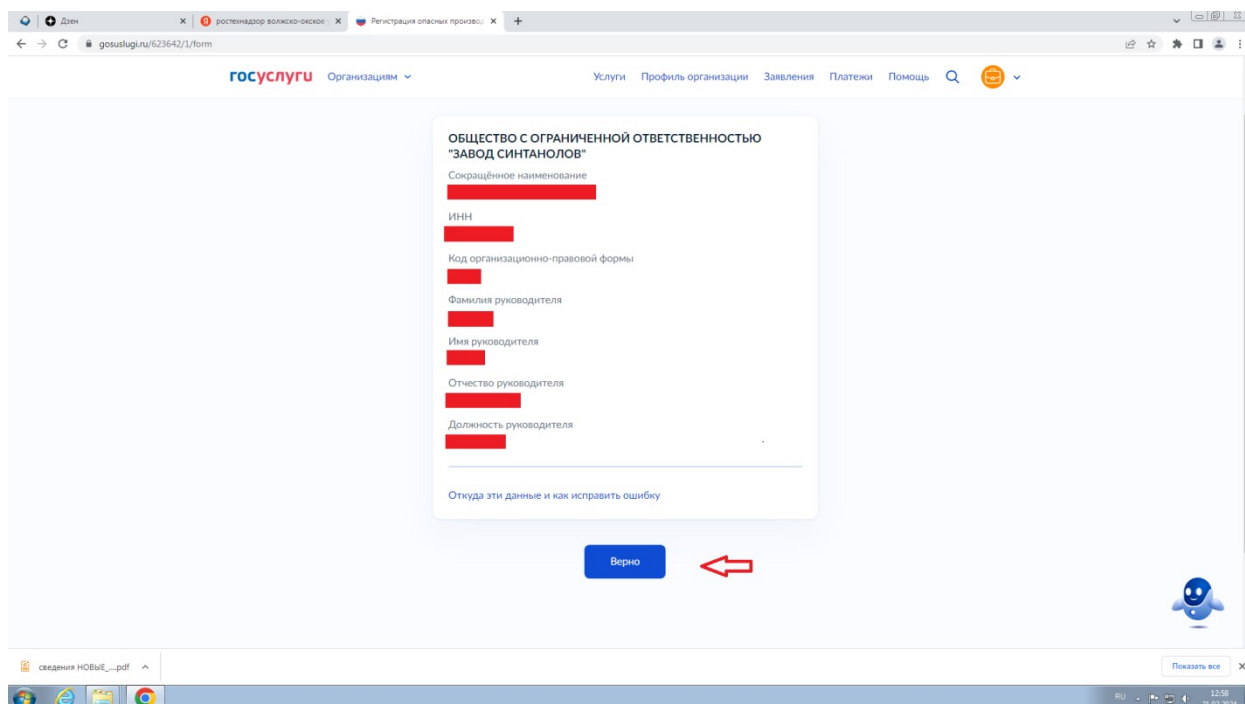 Дзен
ростехнадзор волжско-окское
Регистрация опасных производ
gosuslugi.ru/623642/1/form
госуслуги Организациям
Услуги Профиль организации Заявления Платежи Помощь
ОБЩЕСТВО С ОГРАНИЧЕННОЙ ОТВЕТСТВЕННОСТЬЮ
"ЗАВОД СИНТАНОЛОВ"
Сокращённое наименование
ИНН
Код организационно-правовой формы
Фамилия руководителя
Имя руководителя
Отчество руководителя
Должность руководителя
Откуда эти данные и как исправить ошибку
Верно
сведения НОВЫЕ_....pdf
Показать все
RU
12:58